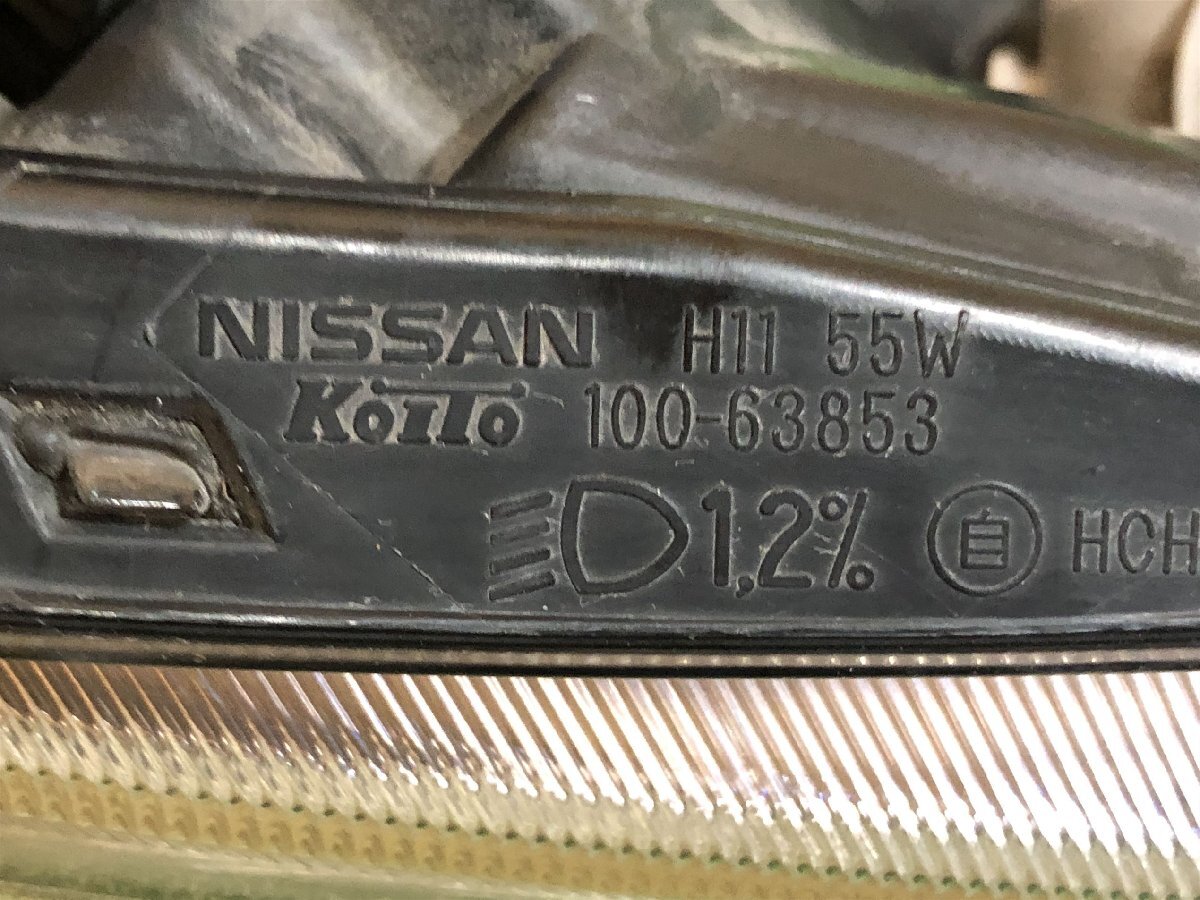 NISSAN H11 55W
KOITO 100-63853
1,2%
自 HCH